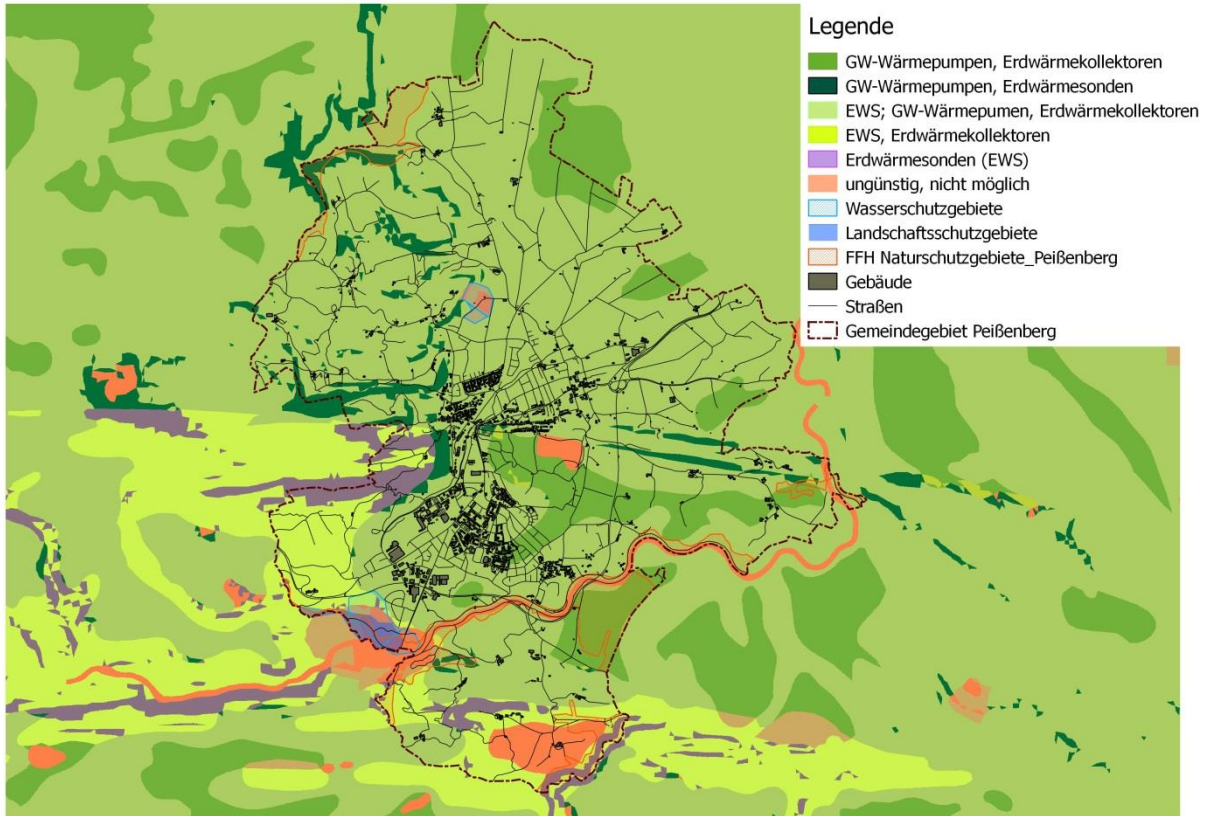 Legende
GW-Wärmepumpen, Erdwärmekollektoren
GW-Wärmepumpen, Erdwärmesonden
EWS; GW-Wärmepumen, Erdwärmekollektoren
EWS, Erdwärmekollektoren
Erdwärmesonden (EWS)
ungünstig, nicht möglich
Wasserschutzgebiete
Landschaftsschutzgebiete
FFH Naturschutzgebiete_Peißenberg
Gebäude
Straßen
Gemeindegebiet Peißenberg